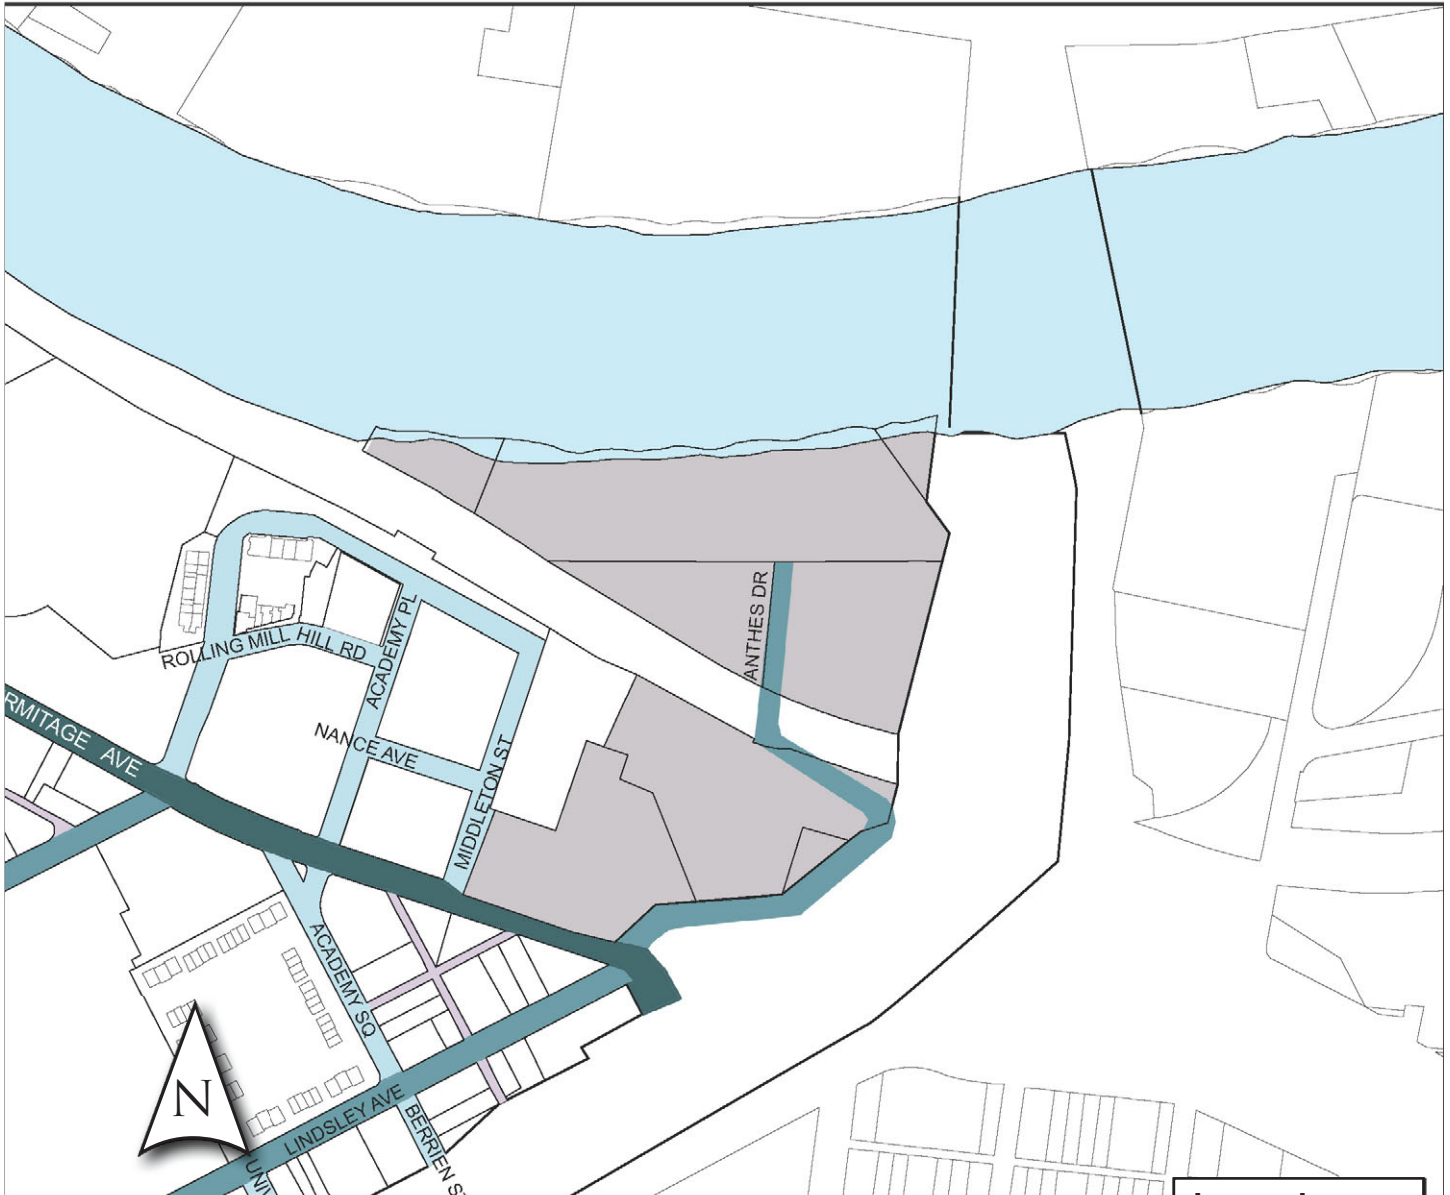 ANTHES DR
ROLLING MILL HILL RD
ACADEMY PL
NANCE AVE
MIDDLETON ST
RMITAGE AVE
ACADEMY SQ
LINDSLEY AVE
BERRIEN S
UNIV
N